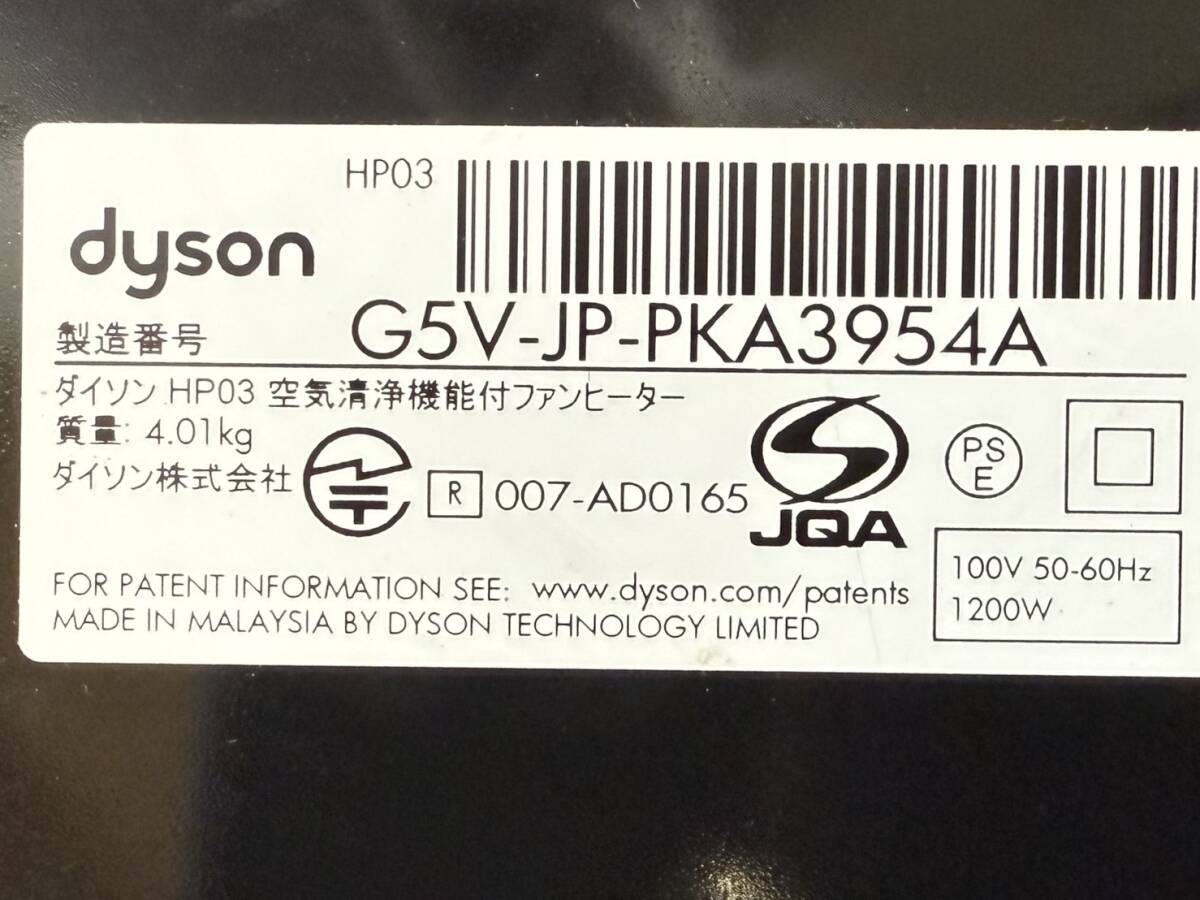 HP03
dyson
製造番号 G5V-JP-PKA3954A
ダイソン HP03 空気清浄機能付ファンヒーター
質量: 4.01kg
ダイソン株式会社
R 007-AD0165
JQA
PS
E
100V 50-60Hz
1200W
FOR PATENT INFORMATION SEE: www.dyson.com/patents
MADE IN MALAYSIA BY DYSON TECHNOLOGY LIMITED